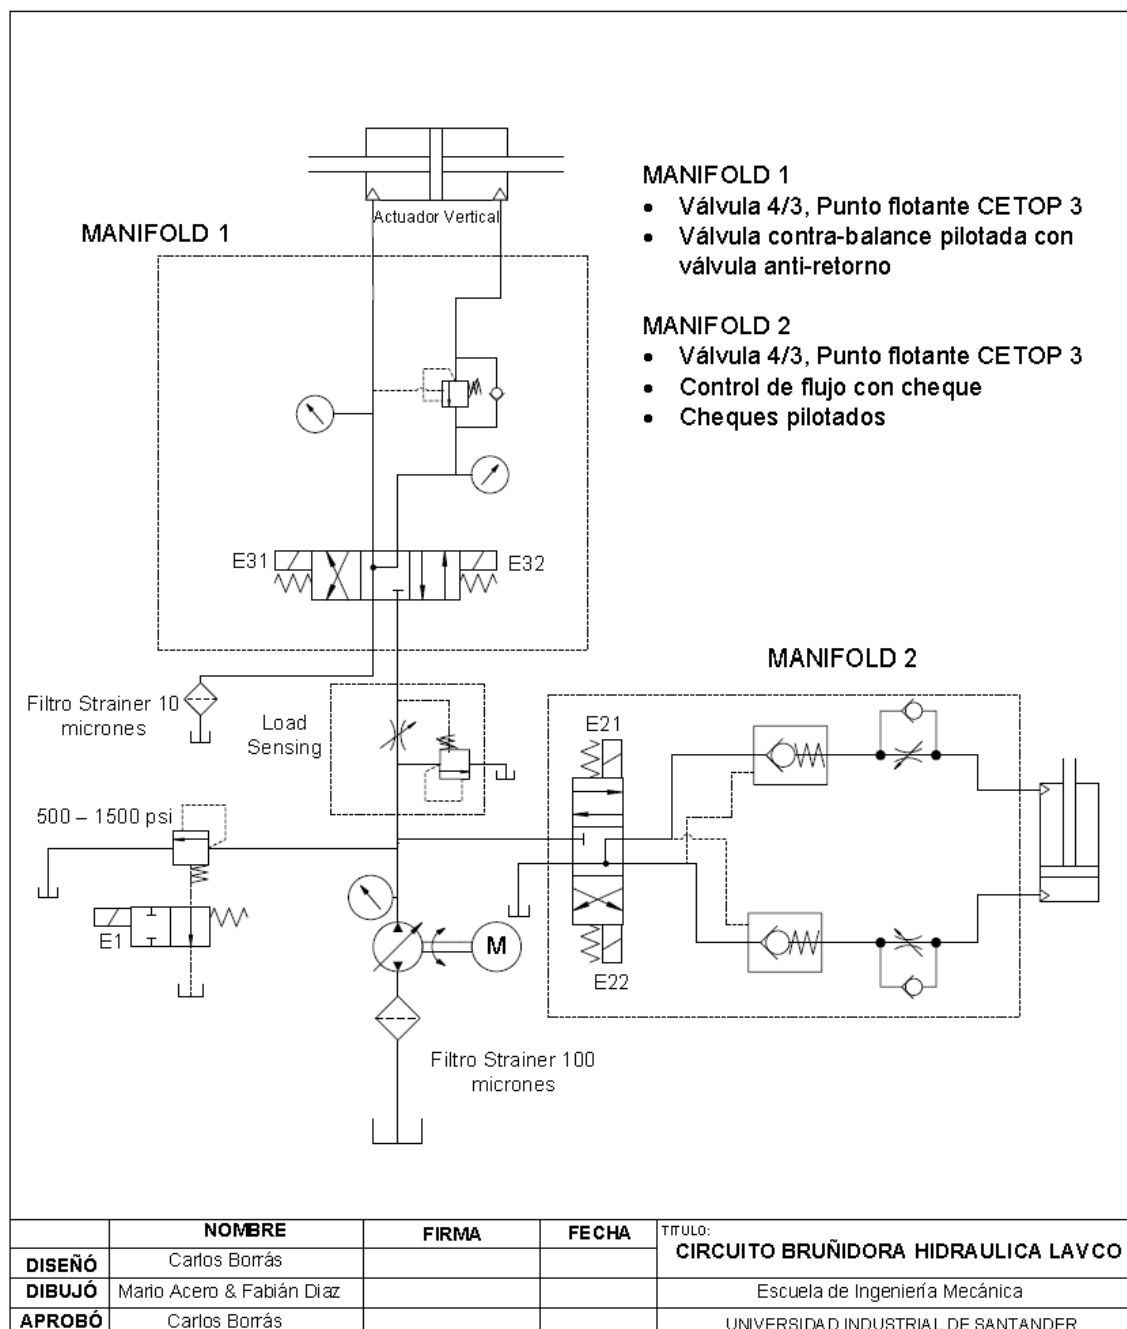 Actuador Vertical
MANIFOLD 1
MANIFOLD 1
• Válvula 4/3, Punto flotante CETOP 3
• Válvula contra-balance pilotada con
válvula anti-retorno
MANIFOLD 2
• Válvula 4/3, Punto flotante CETOP 3
• Control de flujo con cheque
• Cheques pilotados
E31
E32
MANIFOLD 2
Filtro Strainer 10
micrones
Load
Sensing
E21
500 – 1500 psi
E1
M
E22
Filtro Strainer 100
micrones
NOMBRE
FIRMA
FECHA
TITULO:
CIRCUITO BRUÑIDORA HIDRAULICA LAVCO
DISEÑÓ
Carlos Borrás
DIBUJÓ
Mario Acero & Fabián Diaz
Escuela de Ingeniería Mecánica
APROBÓ
Carlos Borrás
UNIVERSIDAD INDUSTRIAL DE SANTANDER